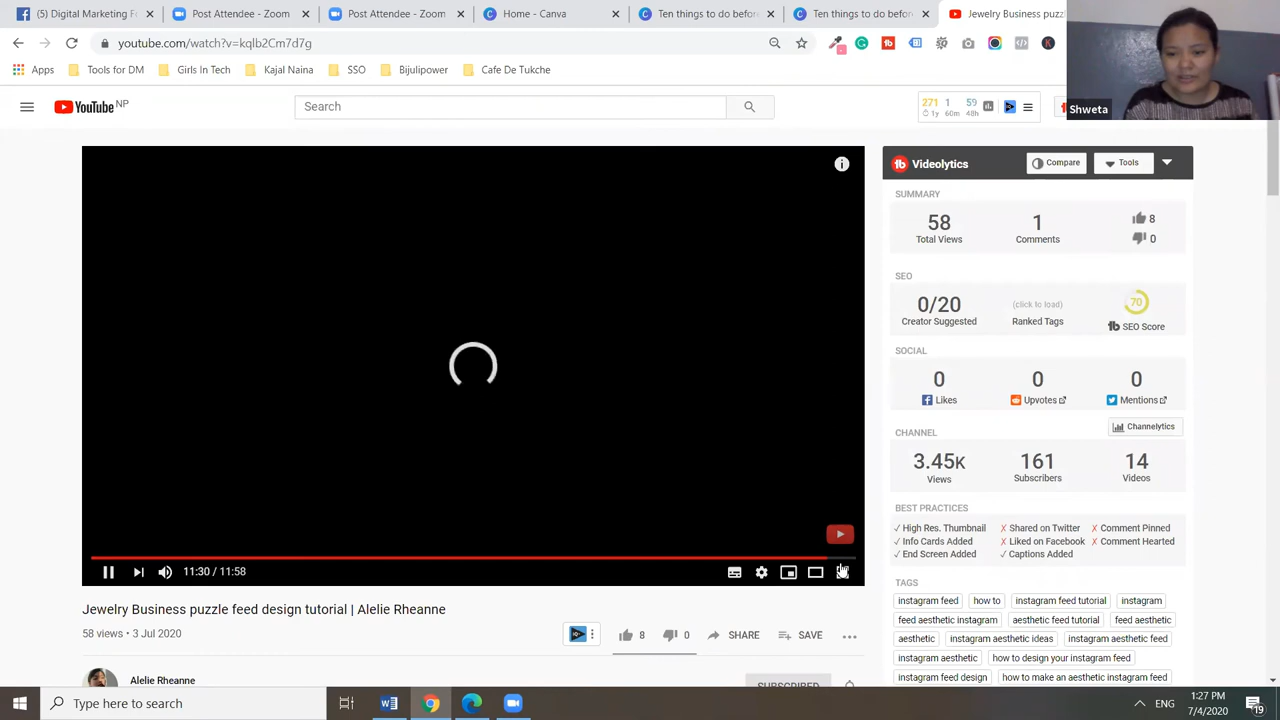 (5) Digital Marketing F
Post Attendee - Zoom
Post Attendee - Zoom
Home - Canva
Ten things to do before
Ten things to do before
Jewelry Business puzz
youtube.com/watch?v=kqlb2Cm7d7g
Apps
Tools for DM
Girls In Tech
Kajal Naina
SSO
Bijulipower
Cafe De Tukche
Shweta
YouTube NP
Search
271 1 59
1y 60m 48h
Videolytics
Compare
Tools
SUMMARY
58
Total Views
1
Comments
8
0
SEO
0/20
Creator Suggested
(click to load)
Ranked Tags
70
SEO Score
SOCIAL
0
Likes
0
Upvotes
0
Mentions
CHANNEL
Channelytics
3.45K
Views
161
Subscribers
14
Videos
BEST PRACTICES
✓ High Res. Thumbnail
✗ Shared on Twitter
✗ Comment Pinned
✓ Info Cards Added
✗ Liked on Facebook
✗ Comment Hearted
✓ End Screen Added
✓ Captions Added
TAGS
instagram feed
how to
instagram feed tutorial
instagram
feed aesthetic instagram
aesthetic feed tutorial
feed aesthetic
aesthetic
instagram aesthetic ideas
instagram aesthetic feed
instagram aesthetic
how to design your instagram feed
instagram feed design
how to make an aesthetic instagram feed
11:30 / 11:58
Jewelry Business puzzle feed design tutorial | Alelie Rheanne
58 views • 3 Jul 2020
8
0
SHARE
SAVE
Alelie Rheanne
SUBSCRIBED
Type here to search
ENG
1:27 PM
7/4/2020
19